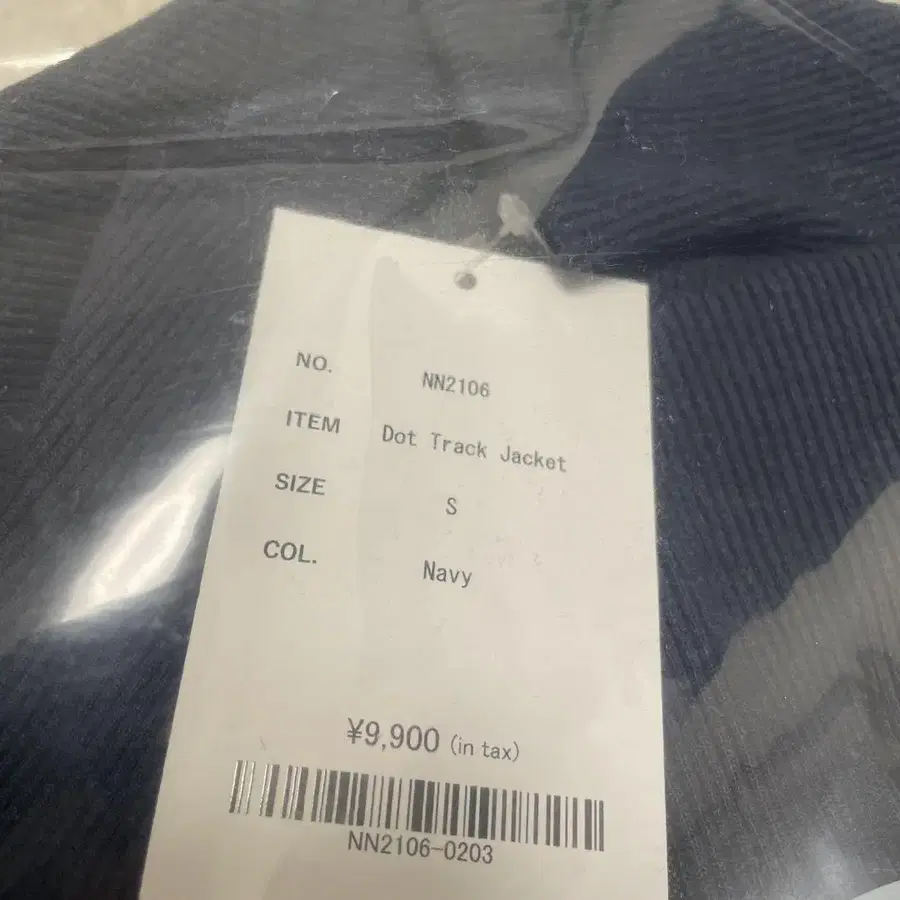 NO. NN2106
ITEM Dot Track Jacket
SIZE S
COL. Navy
¥9,900 (in tax)
NN2106-0203